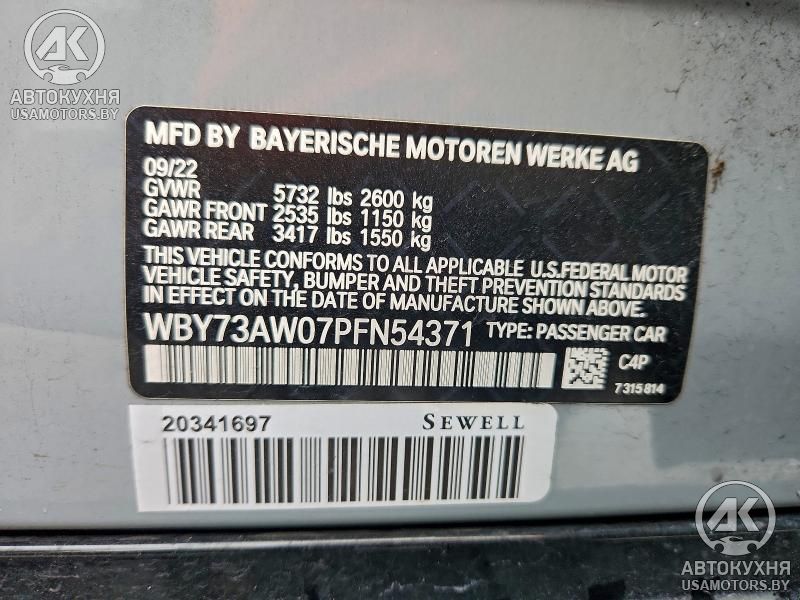 AK
АВТОКУХНЯ
USAMOTORS.BY
MFD BY BAYERISCHE MOTOREN WERKE AG
09/22
GVWR 5732 lbs 2600 kg
GAWR FRONT 2535 lbs 1150 kg
GAWR REAR 3417 lbs 1550 kg
THIS VEHICLE CONFORMS TO ALL APPLICABLE U.S.FEDERAL MOTOR
VEHICLE SAFETY, BUMPER AND THEFT PREVENTION STANDARDS
IN EFFECT ON THE DATE OF MANUFACTURE SHOWN ABOVE.
WBY73AW07PFN54371 TYPE: PASSENGER CAR
C4P
7 315 814
20341697 SEWELL
AK
АВТОКУХНЯ
USAMOTORS.BY